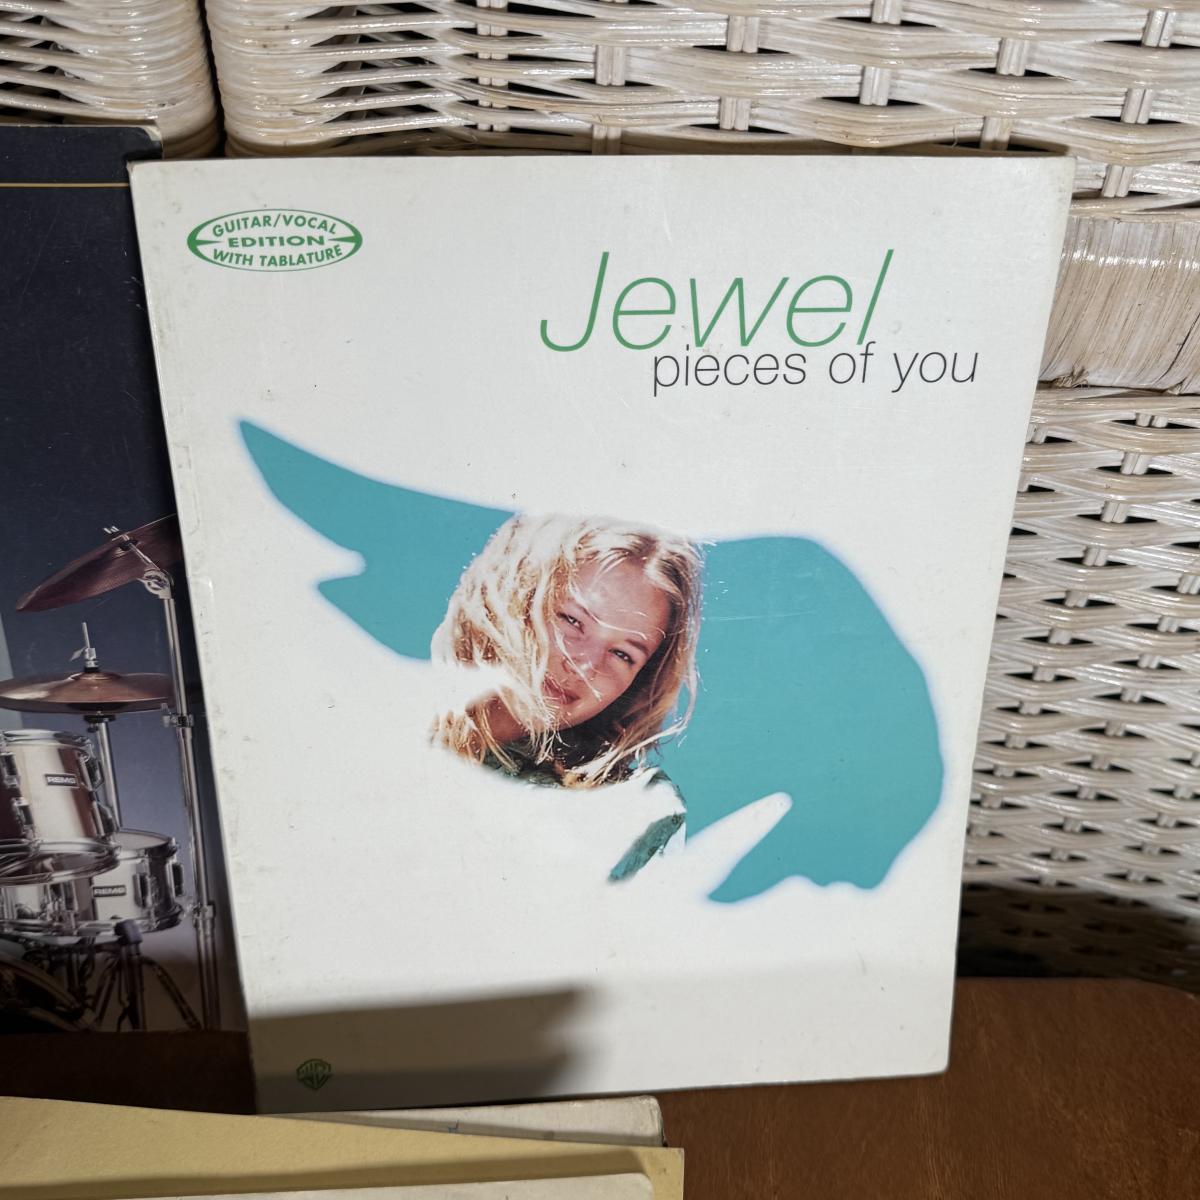 GUITAR/VOCAL
EDITION
WITH TABLATURE
Jewel
pieces of you
REMO
REMO